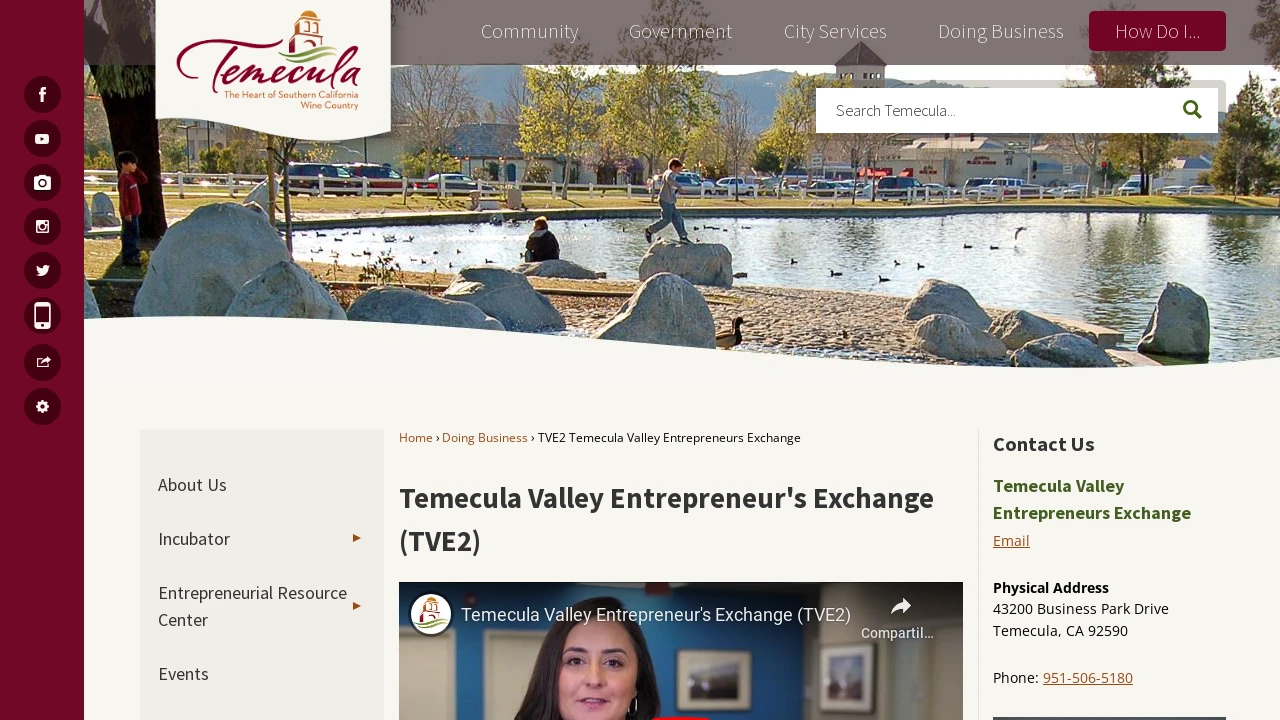 Temecula
The Heart of Southern California
Wine Country
Community
Government
City Services
Doing Business
How Do I...
Search Temecula...
Home › Doing Business › TVE2 Temecula Valley Entrepreneurs Exchange
About Us
Incubator
Entrepreneurial Resource
Center
Events
Temecula Valley Entrepreneur's Exchange
(TVE2)
Temecula Valley Entrepreneur's Exchange (TVE2)
Compartil...
Contact Us
Temecula Valley
Entrepreneurs Exchange
Email
Physical Address
43200 Business Park Drive
Temecula, CA 92590
Phone: 951-506-5180